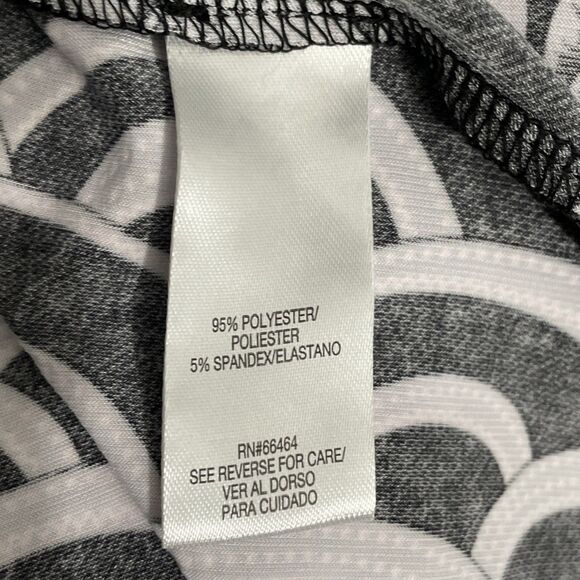 95% POLYESTER/
POLIESTER
5% SPANDEX/ELASTANO
RN#66464
SEE REVERSE FOR CARE/
VER AL DORSO
PARA CUIDADO